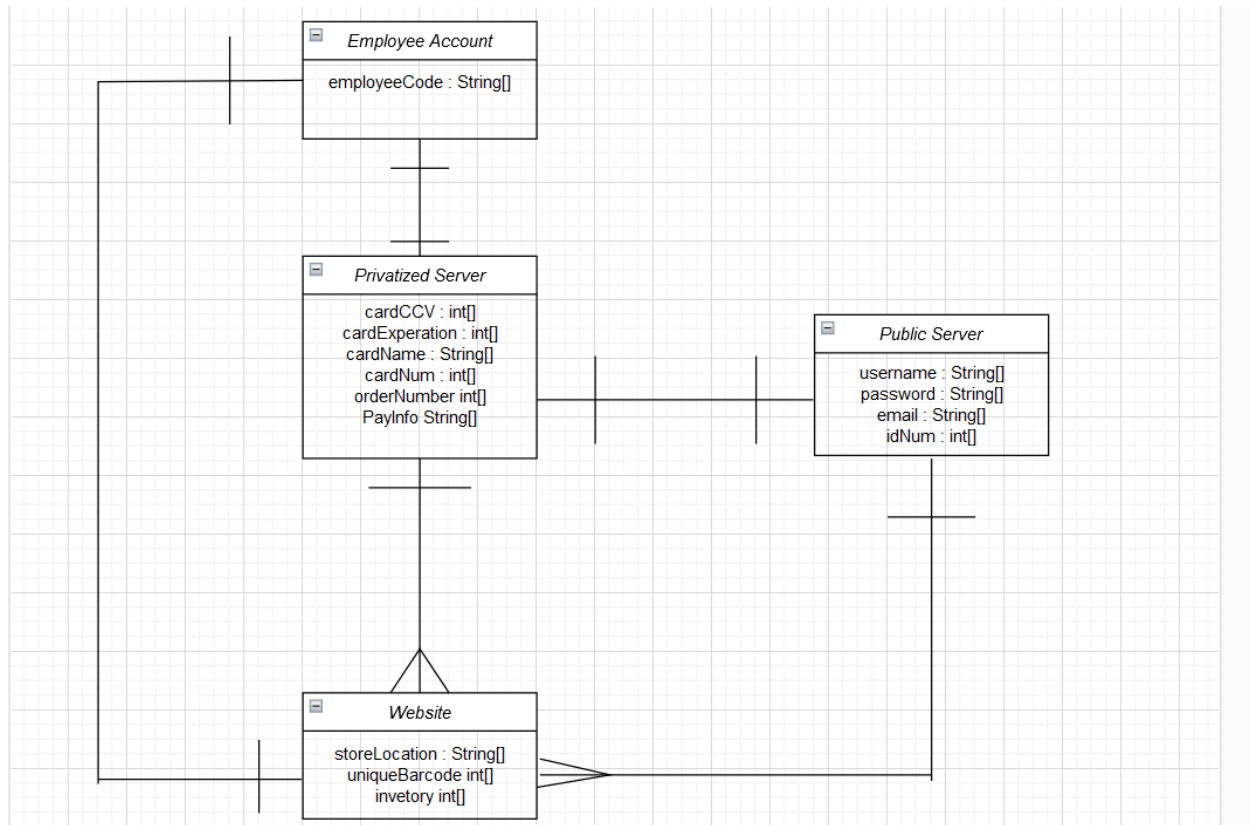 Employee Account
employeeCode : String[]
Privatized Server
cardCCV : int[]
cardExperation : int[]
cardName : String[]
cardNum : int[]
orderNumber int[]
PayInfo String[]
Public Server
username : String[]
password : String[]
email : String[]
idNum : int[]
Website
storeLocation : String[]
uniqueBarcode int[]
invetory int[]